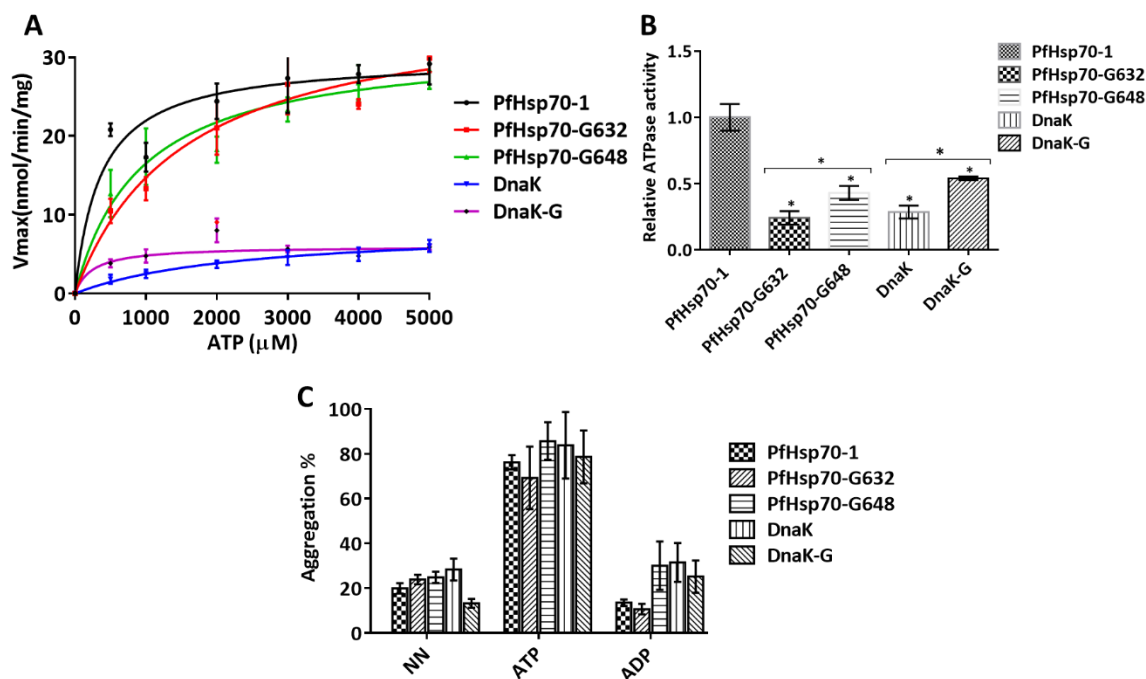 A
Vmax(nmol/min/mg)
30
20
10
0
0
1000
2000
3000
4000
5000
ATP (μM)
PfHsp70-1
PfHsp70-G632
PfHsp70-G648
DnaK
DnaK-G
B
Relative ATPase activity
1.5
1.0
0.5
0.0
*
*
*
*
*
*
PfHsp70-1
PfHsp70-G632
PfHsp70-G648
DnaK
DnaK-G
PfHsp70-1
PfHsp70-G632
PfHsp70-G648
DnaK
DnaK-G
C
Aggregation %
100
80
60
40
20
0
NN
ATP
ADP
PfHsp70-1
PfHsp70-G632
PfHsp70-G648
DnaK
DnaK-G